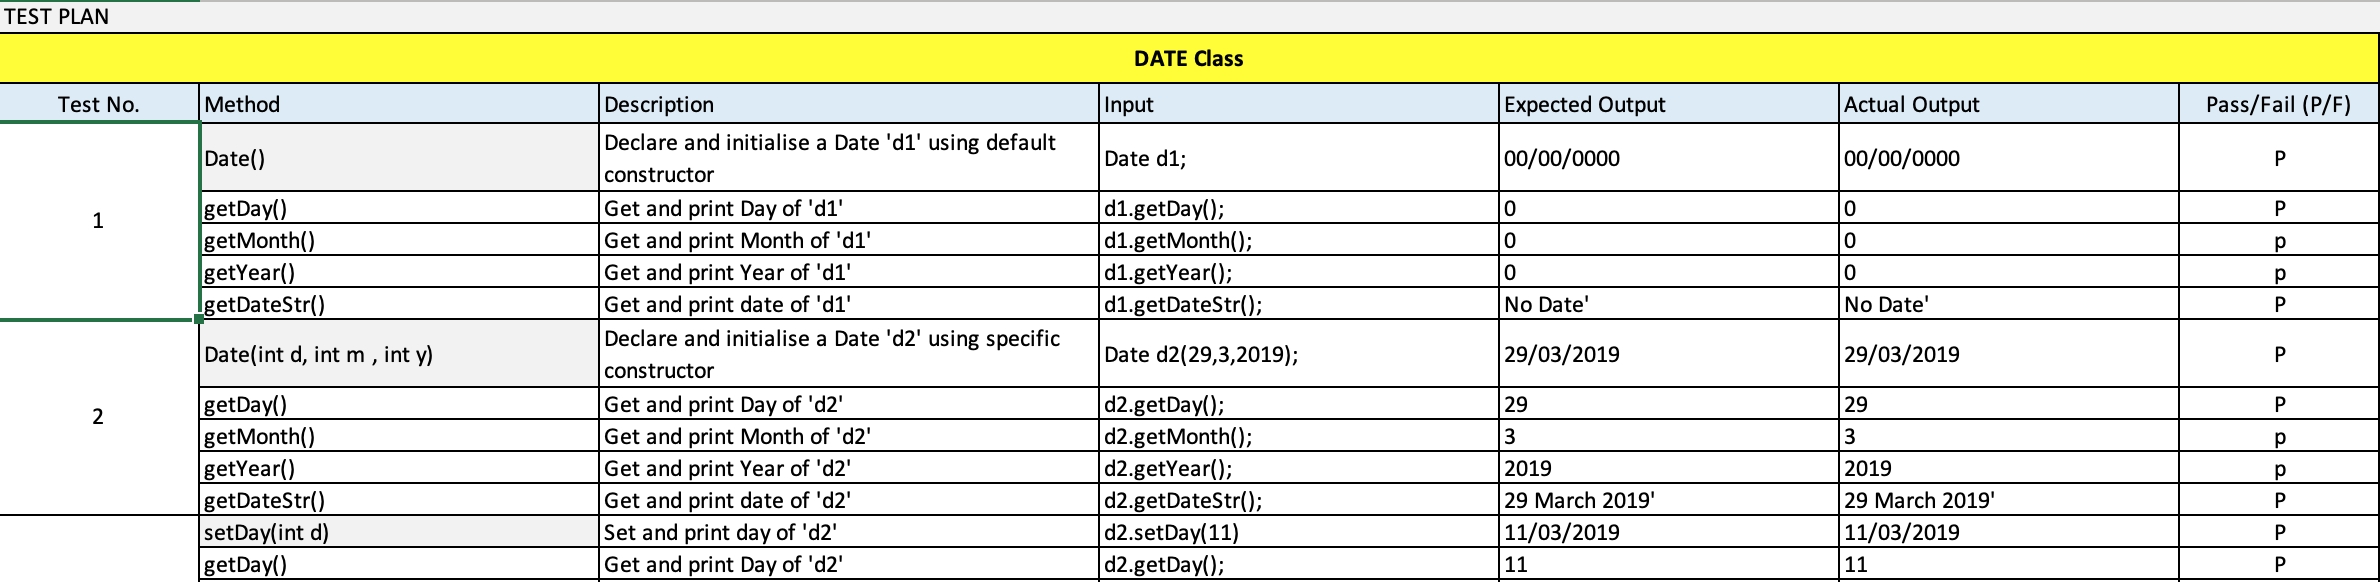 TEST PLAN
DATE Class
Test No. Method Description Input Expected Output Actual Output Pass/Fail (P/F)
1
Date() Declare and initialise a Date 'd1' using default
constructor Date d1; 00/00/0000 00/00/0000 P
getDay() Get and print Day of 'd1' d1.getDay(); 0 0 P
getMonth() Get and print Month of 'd1' d1.getMonth(); 0 0 p
getYear() Get and print Year of 'd1' d1.getYear(); 0 0 p
getDateStr() Get and print date of 'd1' d1.getDateStr(); No Date' No Date' P
2
Date(int d, int m , int y) Declare and initialise a Date 'd2' using specific
constructor Date d2(29,3,2019); 29/03/2019 29/03/2019 P
getDay() Get and print Day of 'd2' d2.getDay(); 29 29 P
getMonth() Get and print Month of 'd2' d2.getMonth(); 3 3 p
getYear() Get and print Year of 'd2' d2.getYear(); 2019 2019 p
getDateStr() Get and print date of 'd2' d2.getDateStr(); 29 March 2019' 29 March 2019' P
setDay(int d) Set and print day of 'd2' d2.setDay(11) 11/03/2019 11/03/2019 P
getDay() Get and print Day of 'd2' d2.getDay(); 11 11 P